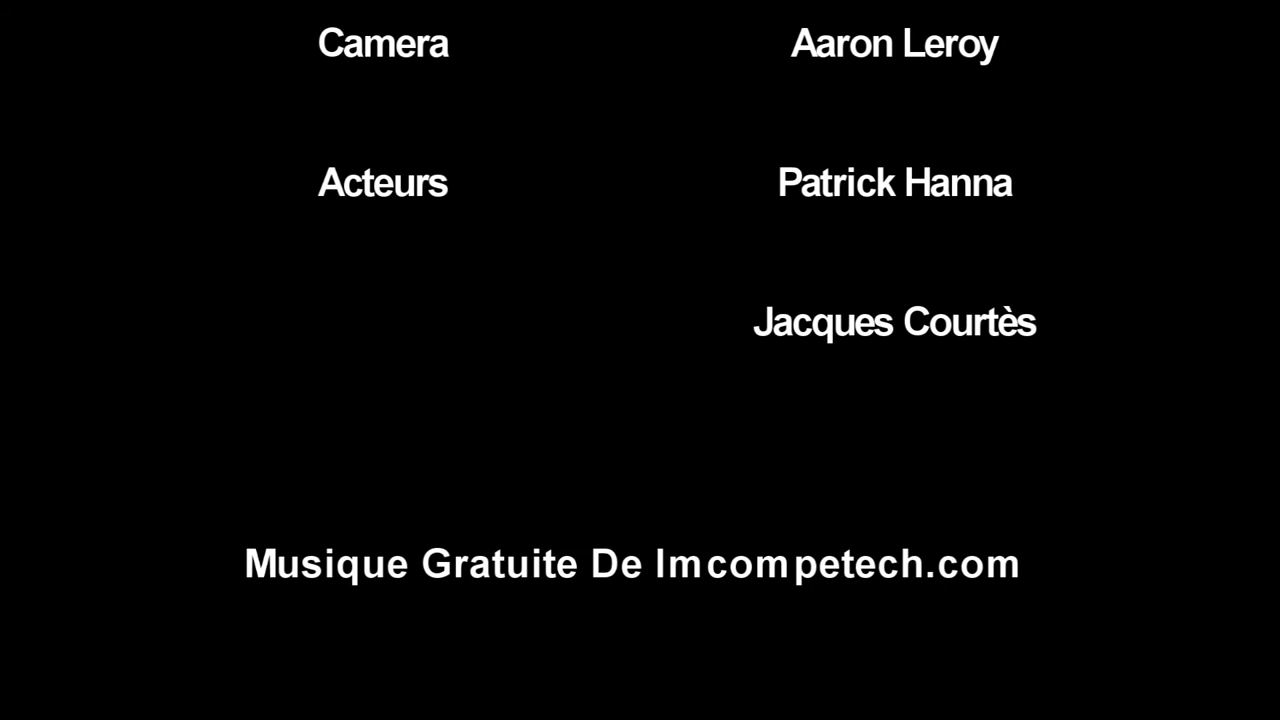 Camera Aaron Leroy
Acteurs Patrick Hanna
Jacques Courtès
Musique Gratuite De Imcompetech.com